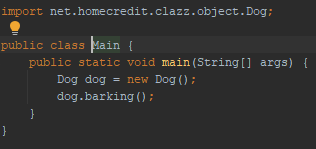 import net.homecredit.clazz.object.Dog;
public class Main {
public static void main(String[] args) {
Dog dog = new Dog();
dog.barking();
}
}